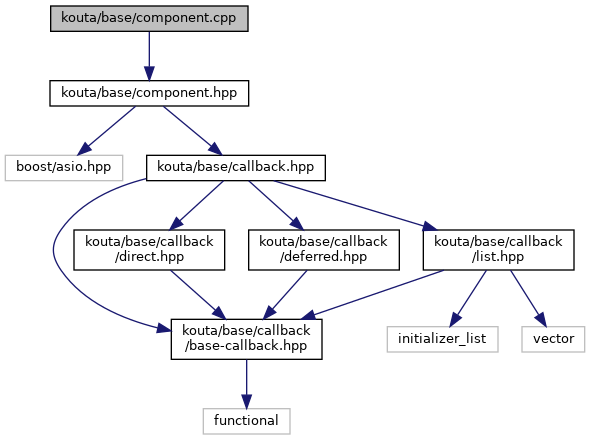 kouta/base/component.cpp
kouta/base/component.hpp
boost/asio.hpp
kouta/base/callback.hpp
kouta/base/callback
/direct.hpp
kouta/base/callback
/deferred.hpp
kouta/base/callback
/list.hpp
kouta/base/callback
/base-callback.hpp
initializer_list
vector
functional